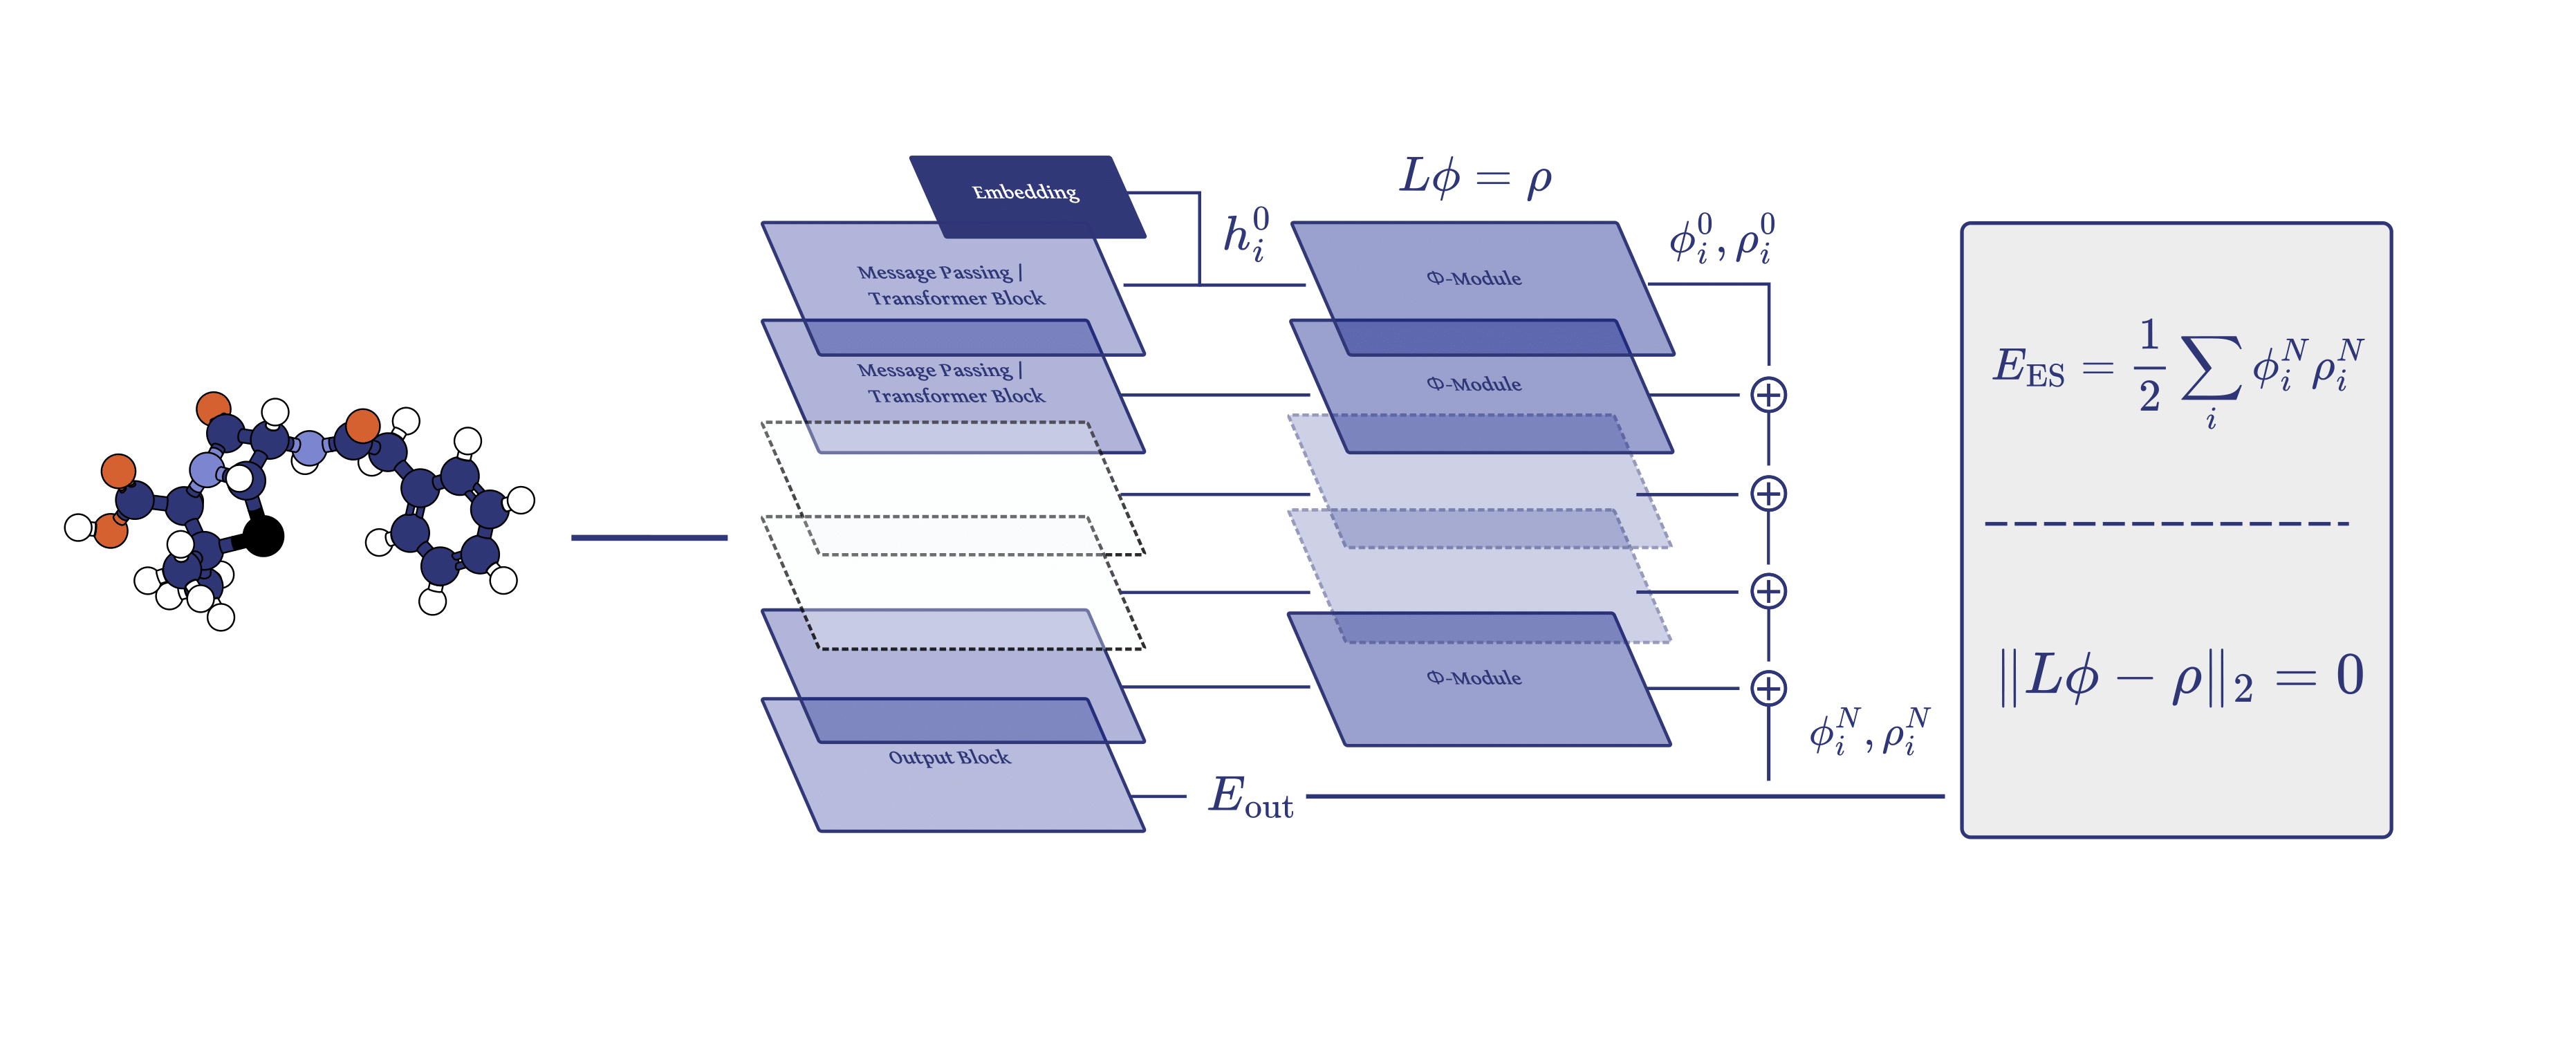 Embedding
Message Passing |
Transformer Block
Message Passing |
Transformer Block
Output Block
$h_i^0$
$L\phi = \rho$
Φ-Module
Φ-Module
Φ-Module
$\phi_i^0, \rho_i^0$
$\phi_i^N, \rho_i^N$
$E_{\text{out}}$
$E_{\text{ES}} = \frac{1}{2} \sum_i \phi_i^N \rho_i^N$
$\|L\phi - \rho\|_2 = 0$